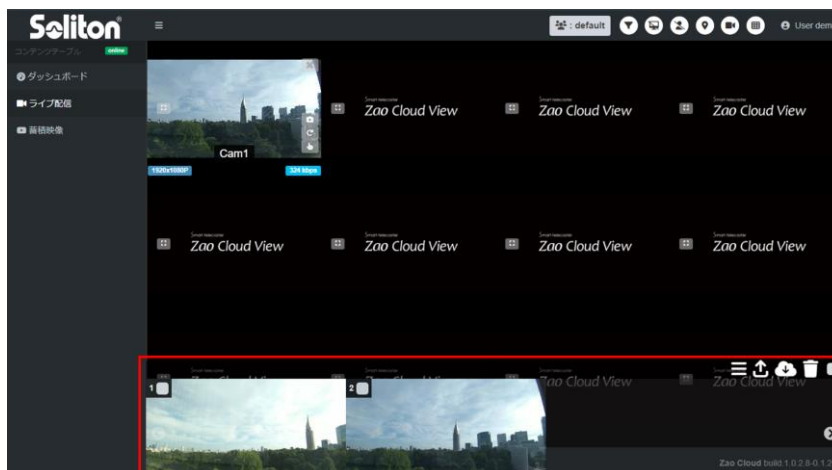 Soliton®
: default
User dem
コンテンツテーブル online
ダッシュボード
ライブ配信
蓄積映像
Cam1
1920x1080P 324 kbps
Zao Cloud View
Zao Cloud View
Zao Cloud View
Zao Cloud View
Zao Cloud View
Zao Cloud View
Zao Cloud View
1
2
Zao Cloud View
Zao Cloud View
Zao Cloud build:1.0.2.8-0.1.2